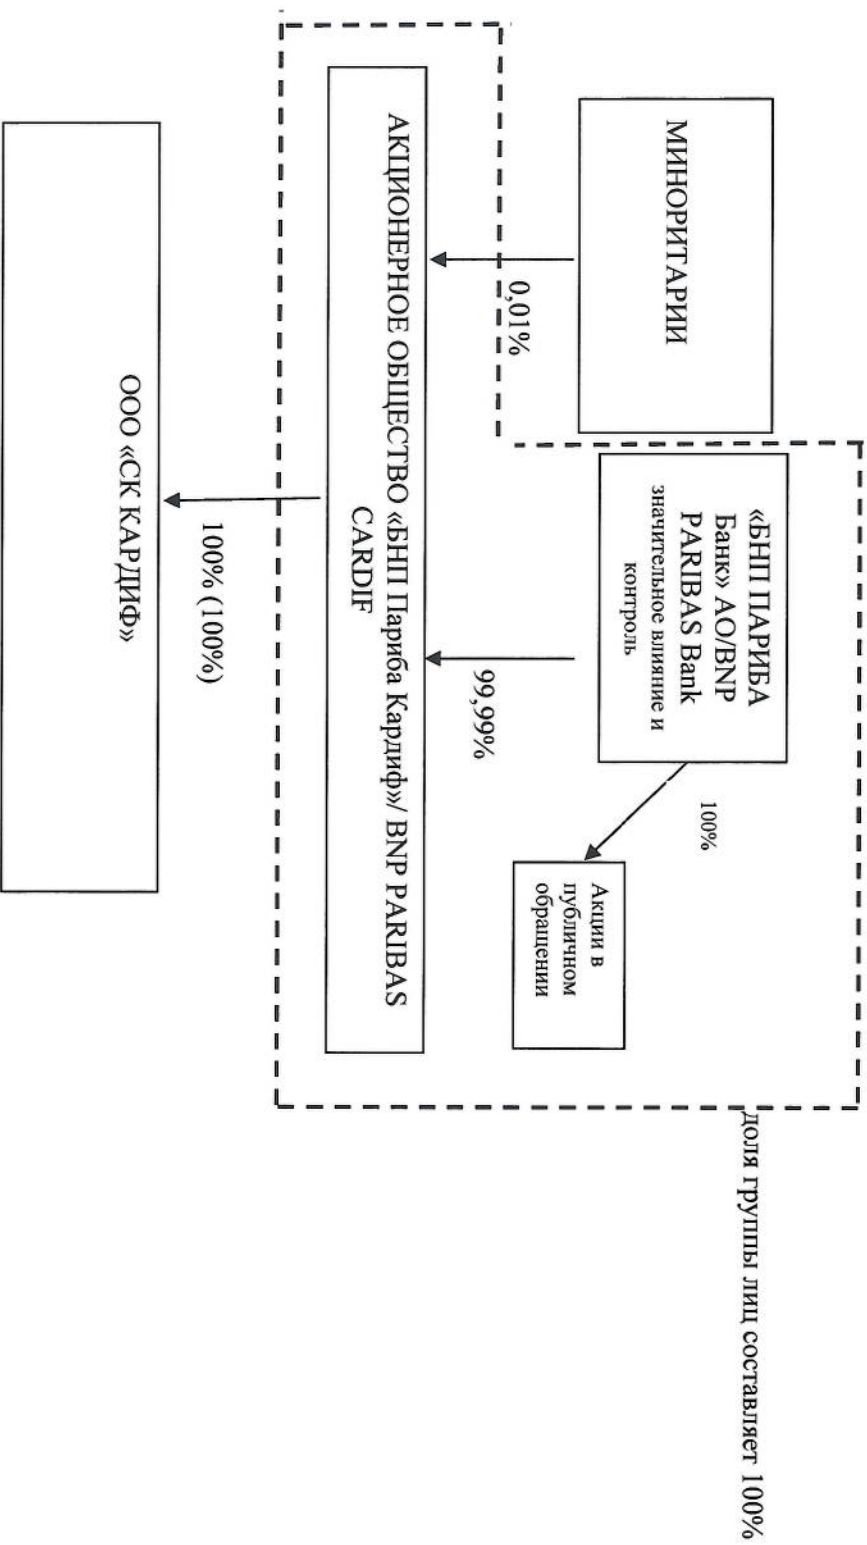 доля группы лиц составляет 100%
МИНОРИТАРИИ
«БНП ПАРИБА
Банк» АО/BNP
PARIBAS Bank
значительное влияние и
контроль
100%
Акции в
публичном
обращении
0,01%
99,99%
АКЦИОНЕРНОЕ ОБЩЕСТВО «БНП Париба Кардиф»/ BNP PARIBAS
CARDIF
100% (100%)
ООО «СК КАРДИФ»